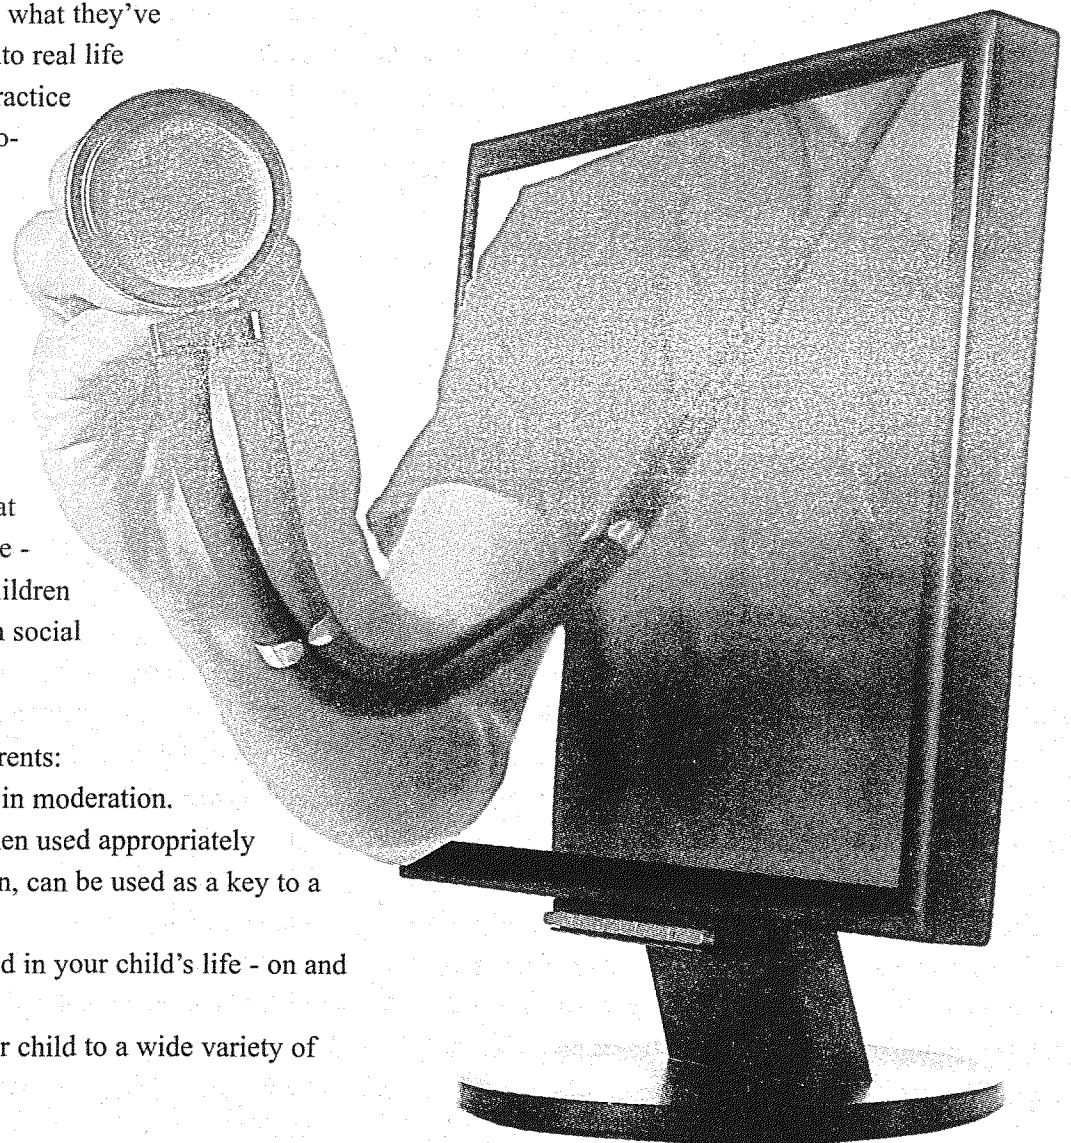 what they've
to real life
ractice
o-
at
e -
ildren
n social
rents:
in moderation.
en used appropriately
n, can be used as a key to a
d in your child's life - on and
r child to a wide variety of